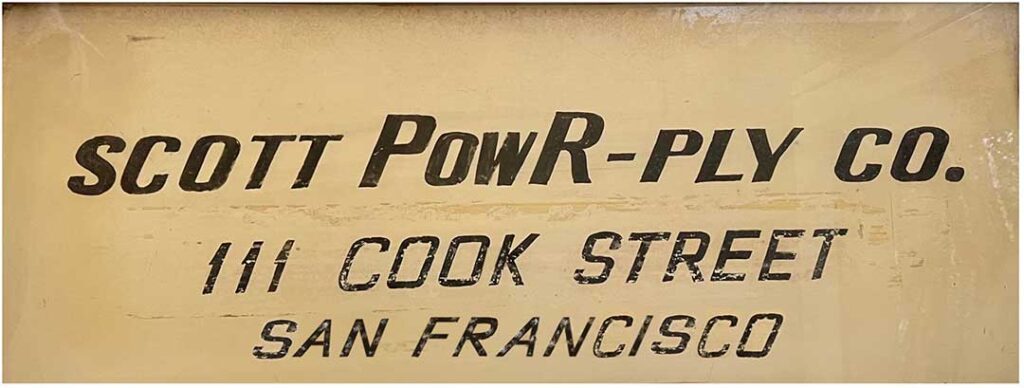 SCOTT PowR-PLY CO.
111 COOK STREET
SAN FRANCISCO